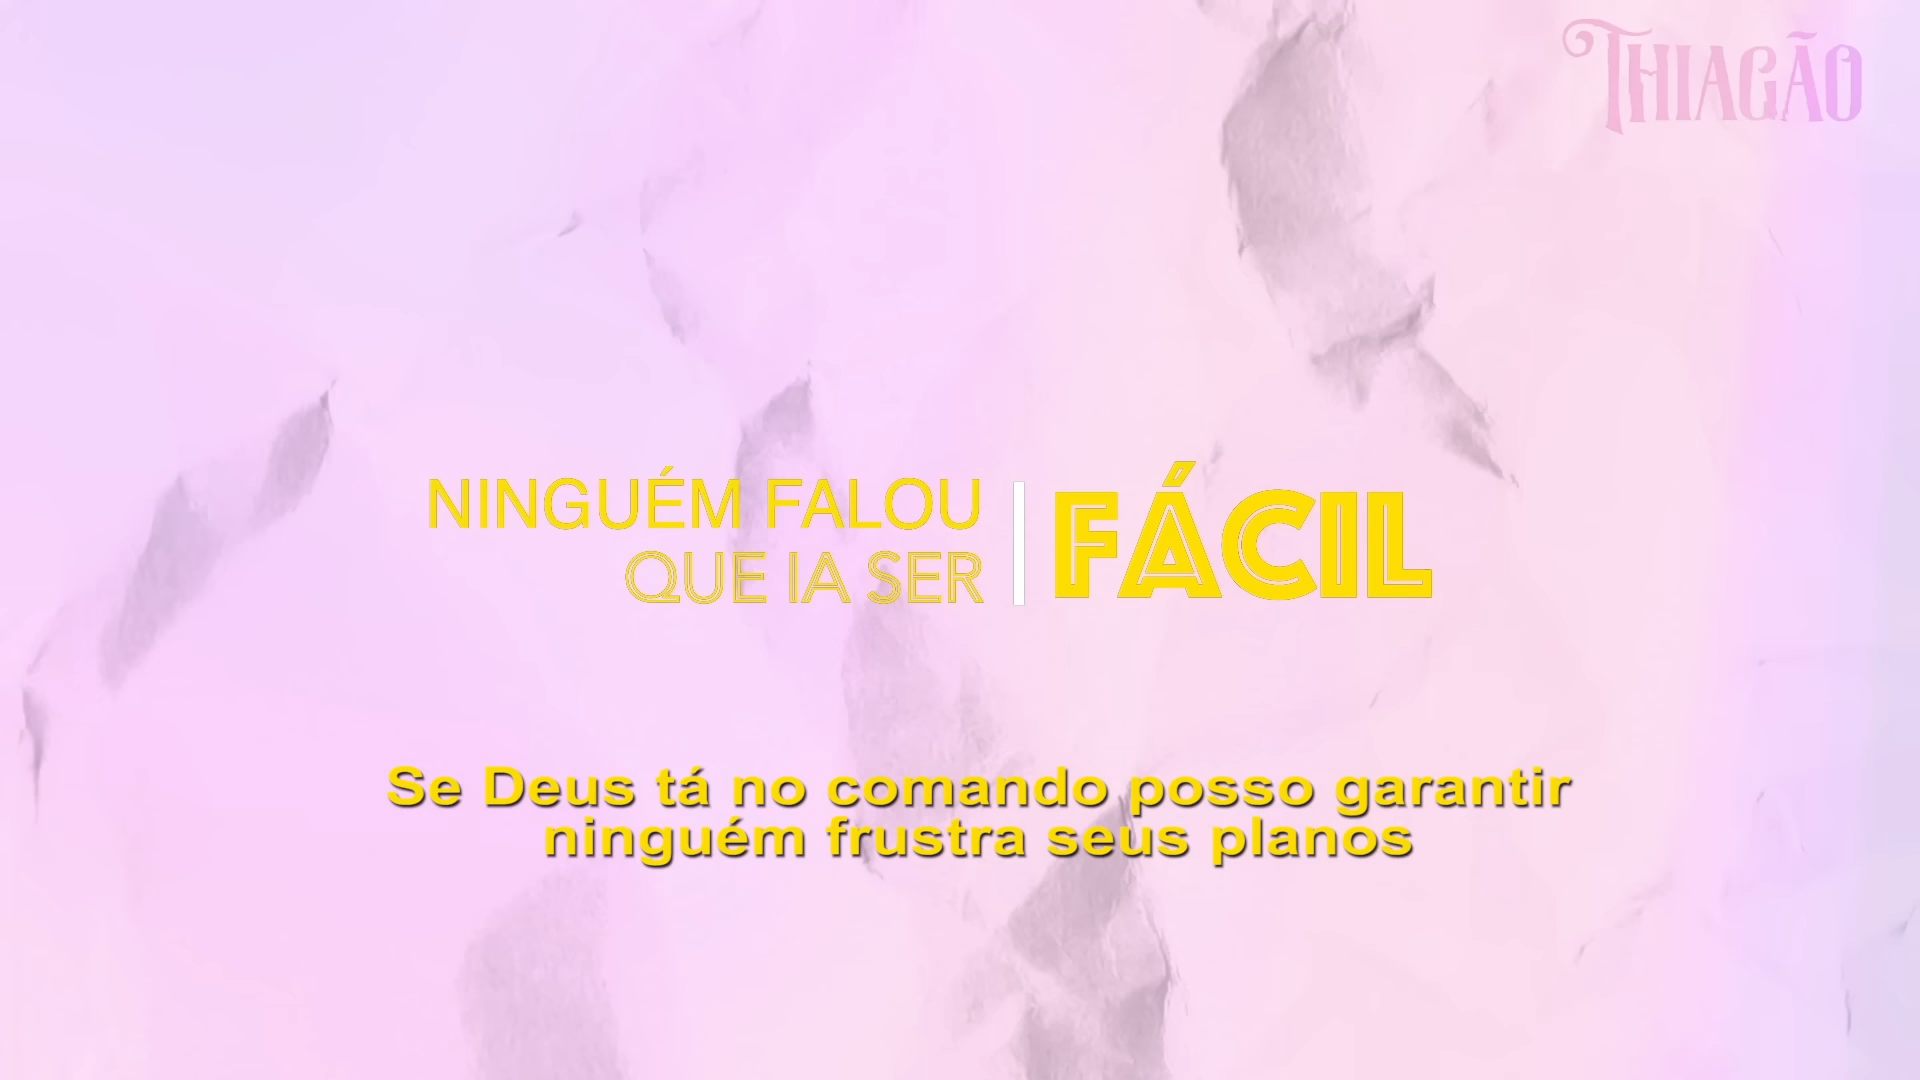 THIAGÃO
NINGUÉM FALOU
QUE IA SER
FÁCIL
Se Deus tá no comando posso garantir
ninguém frustra seus planos